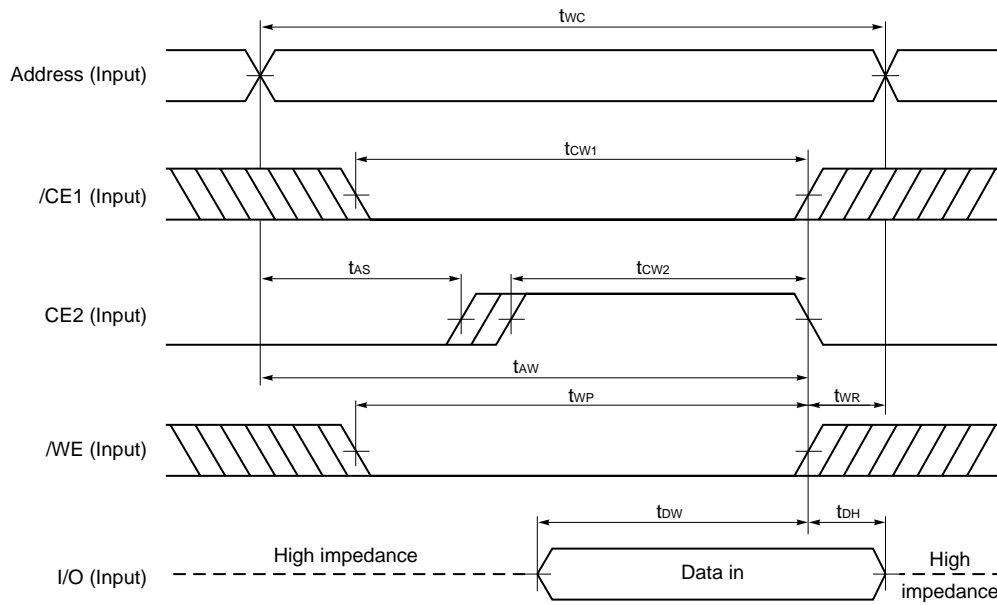 tWC
Address (Input)
tCW1
/CE1 (Input)
tAS
tCW2
CE2 (Input)
tAW
tWP
tWR
/WE (Input)
tDW
tDH
High impedance
Data in
High
impedance
I/O (Input)